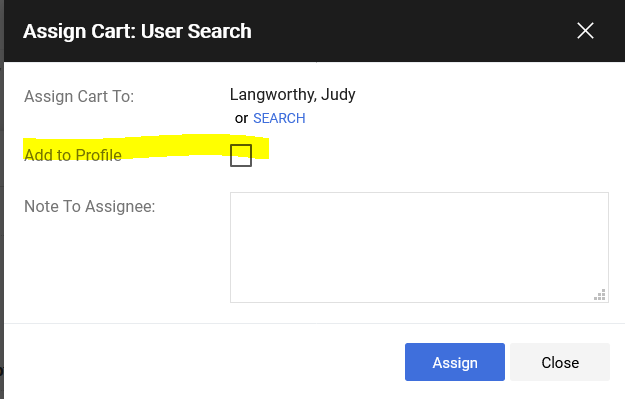 Assign Cart: User Search
Assign Cart To:
Langworthy, Judy
or SEARCH
Add to Profile
Note To Assignee:
Assign
Close